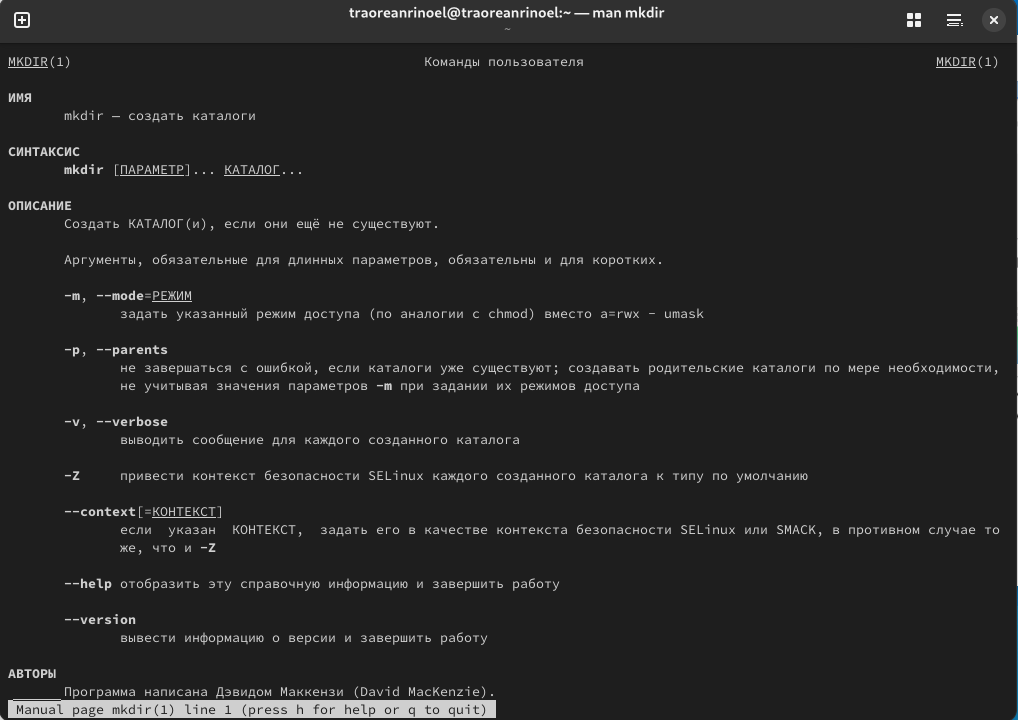 traoreanrinoel@traoreanrinoel:~ — man mkdir
~
MKDIR(1) Команды пользователя MKDIR(1)
ИМЯ
mkdir — создать каталоги
СИНТАКСИС
mkdir [ПАРАМЕТР]... КАТАЛОГ...
ОПИСАНИЕ
Создать КАТАЛОГ(и), если они ещё не существуют.
Аргументы, обязательные для длинных параметров, обязательны и для коротких.
-m, --mode=РЕЖИМ
задать указанный режим доступа (по аналогии с chmod) вместо a=rwx - umask
-p, --parents
не завершаться с ошибкой, если каталоги уже существуют; создавать родительские каталоги по мере необходимости,
не учитывая значения параметров -m при задании их режимов доступа
-v, --verbose
выводить сообщение для каждого созданного каталога
-Z привести контекст безопасности SELinux каждого созданного каталога к типу по умолчанию
--context[=КОНТЕКСТ]
если указан КОНТЕКСТ, задать его в качестве контекста безопасности SELinux или SMACK, в противном случае то
же, что и -Z
--help отобразить эту справочную информацию и завершить работу
--version
вывести информацию о версии и завершить работу
АВТОРЫ
Программа написана Дэвидом Маккензи (David MacKenzie).
Manual page mkdir(1) line 1 (press h for help or q to quit)